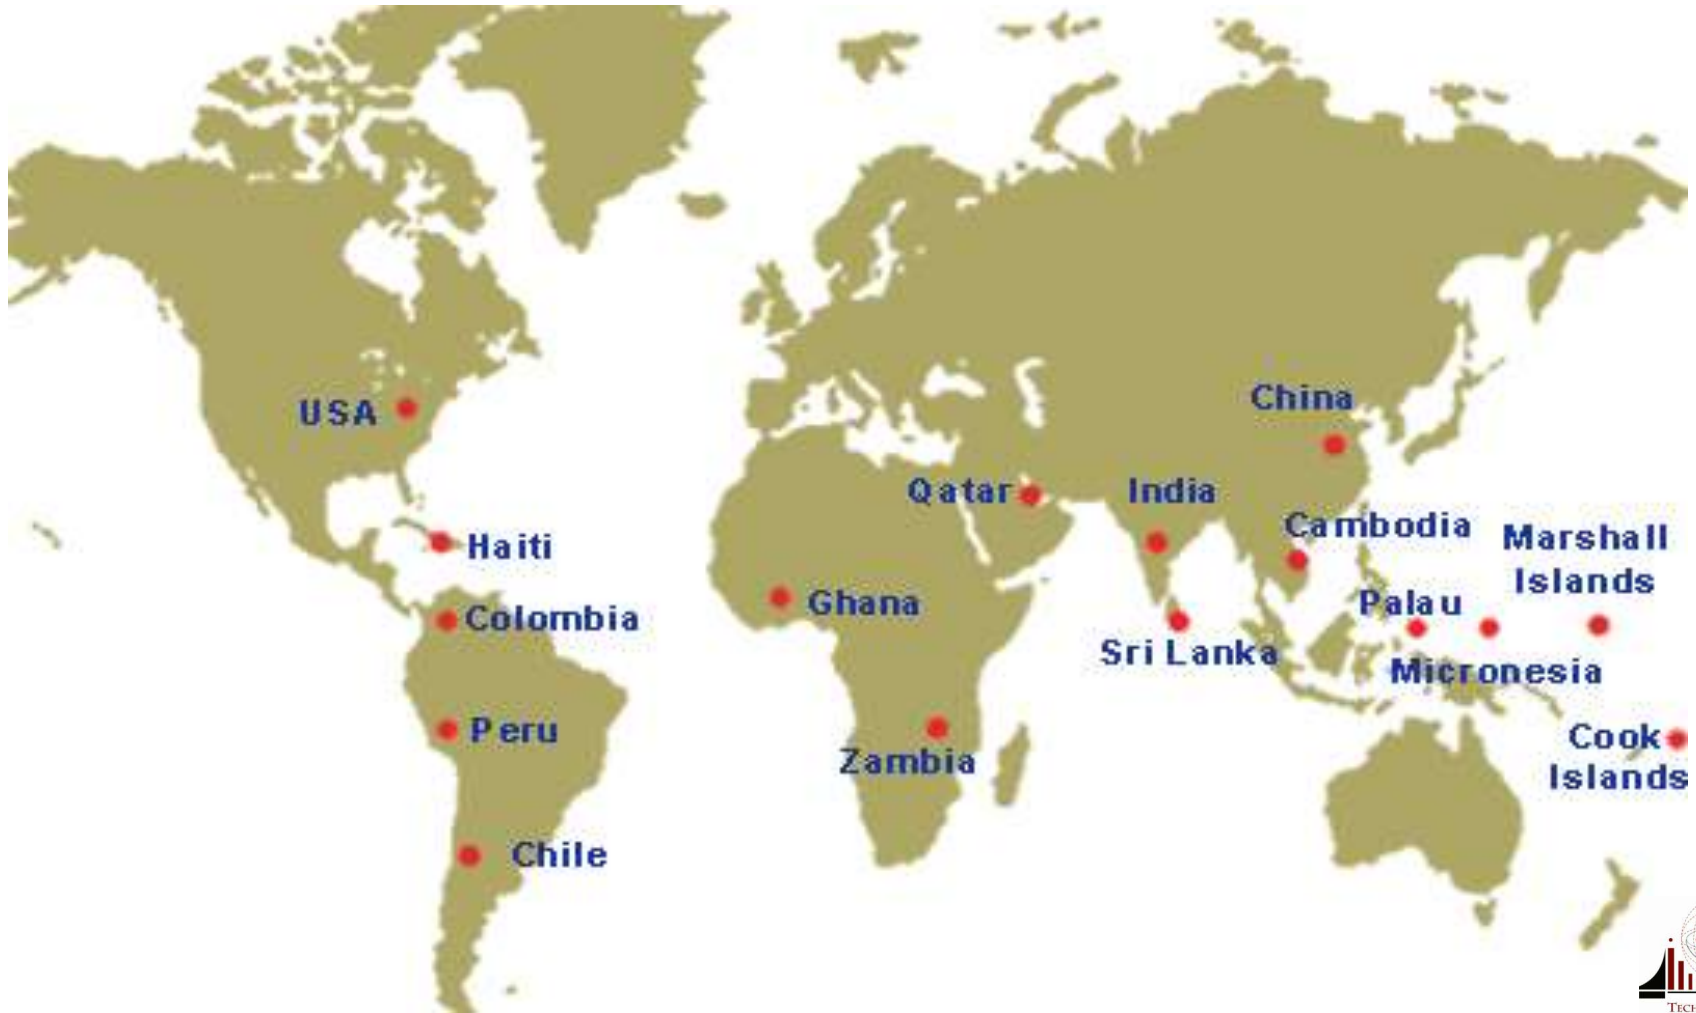 USA
Haiti
Colombia
Peru
Chile
Ghana
Zambia
Qatar
India
Sri Lanka
China
Cambodia
Palau
Micronesia
Marshall
Islands
Cook
Islands
TECH